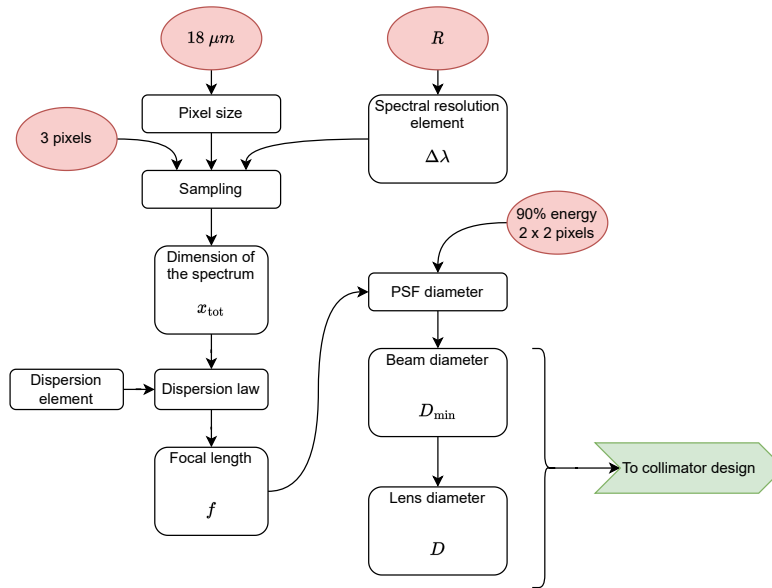 18 μm
R
Pixel size
Spectral resolution
element
Δλ
3 pixels
Sampling
90% energy
2 x 2 pixels
Dimension of
the spectrum
x_tot
PSF diameter
Beam diameter
D_min
Dispersion
element
Dispersion law
Focal length
f
To collimator design
Lens diameter
D